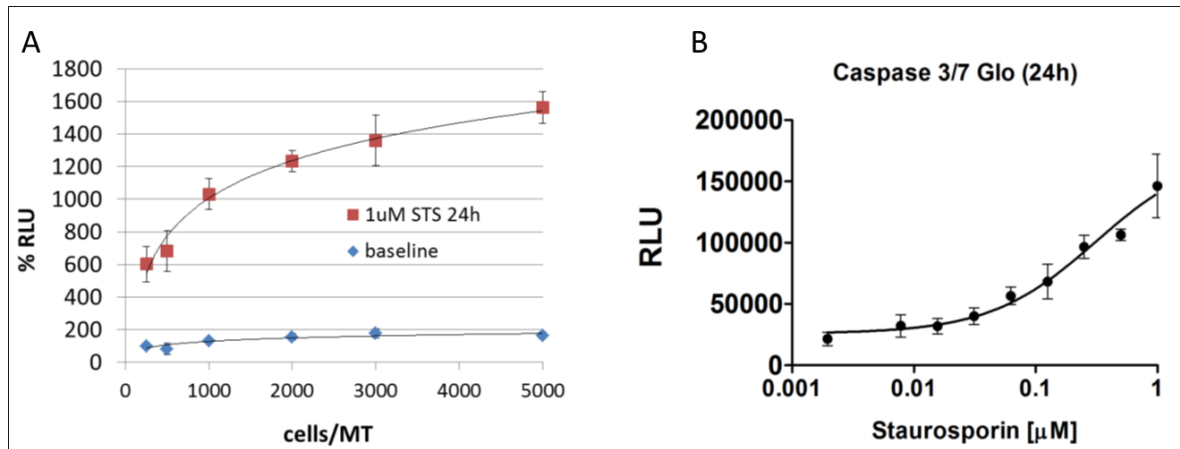 A
1800
1600
1400
1200
1000
800
600
400
200
0
% RLU
1uM STS 24h
baseline
0 1000 2000 3000 4000 5000
cells/MT
B
Caspase 3/7 Glo (24h)
200000
150000
100000
50000
0
RLU
0.001 0.01 0.1 1
Staurosporin [μM]